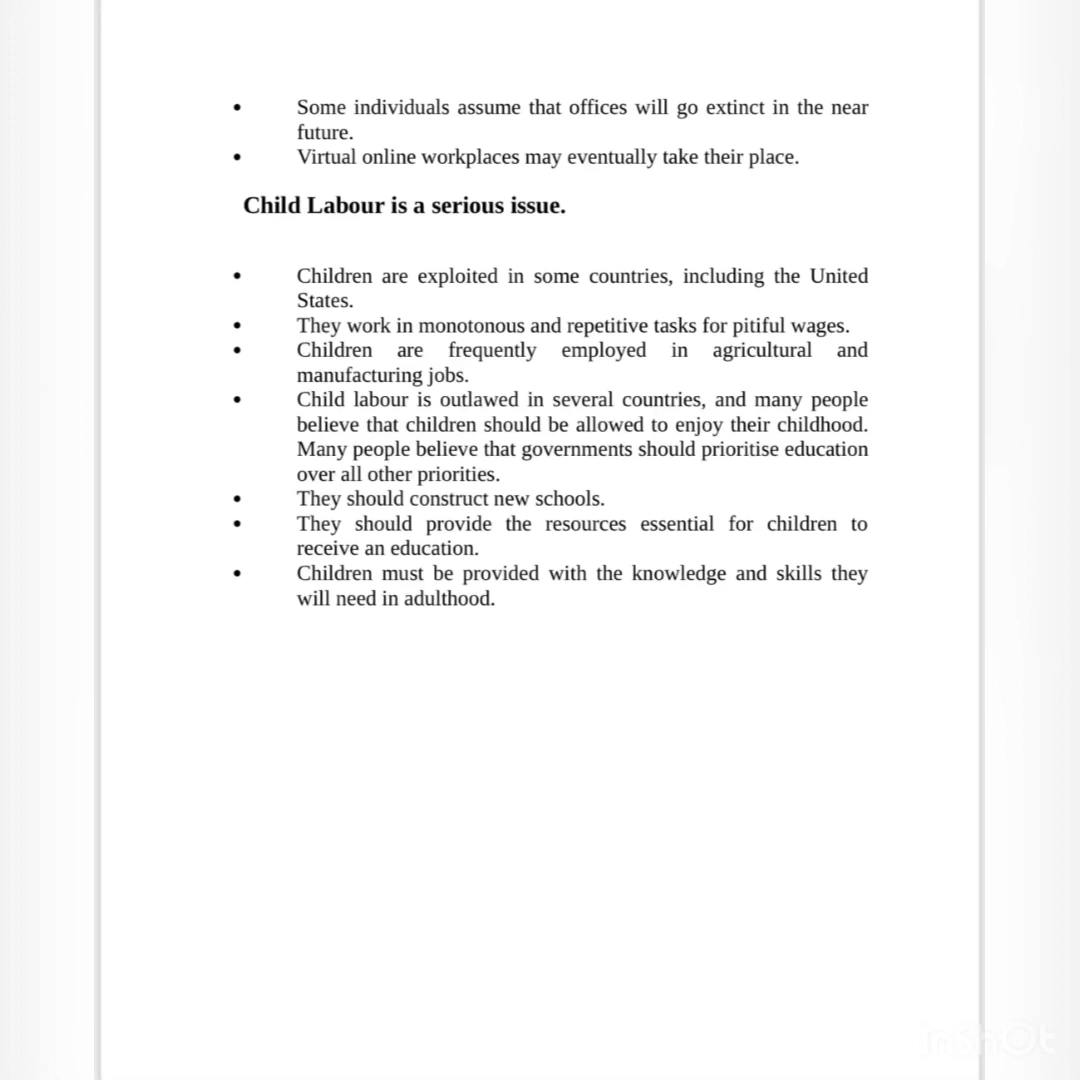 • Some individuals assume that offices will go extinct in the near
future.
• Virtual online workplaces may eventually take their place.
Child Labour is a serious issue.
• Children are exploited in some countries, including the United
States.
• They work in monotonous and repetitive tasks for pitiful wages.
• Children are frequently employed in agricultural and
manufacturing jobs.
• Child labour is outlawed in several countries, and many people
believe that children should be allowed to enjoy their childhood.
Many people believe that governments should prioritise education
over all other priorities.
• They should construct new schools.
• They should provide the resources essential for children to
receive an education.
• Children must be provided with the knowledge and skills they
will need in adulthood.
InShOt